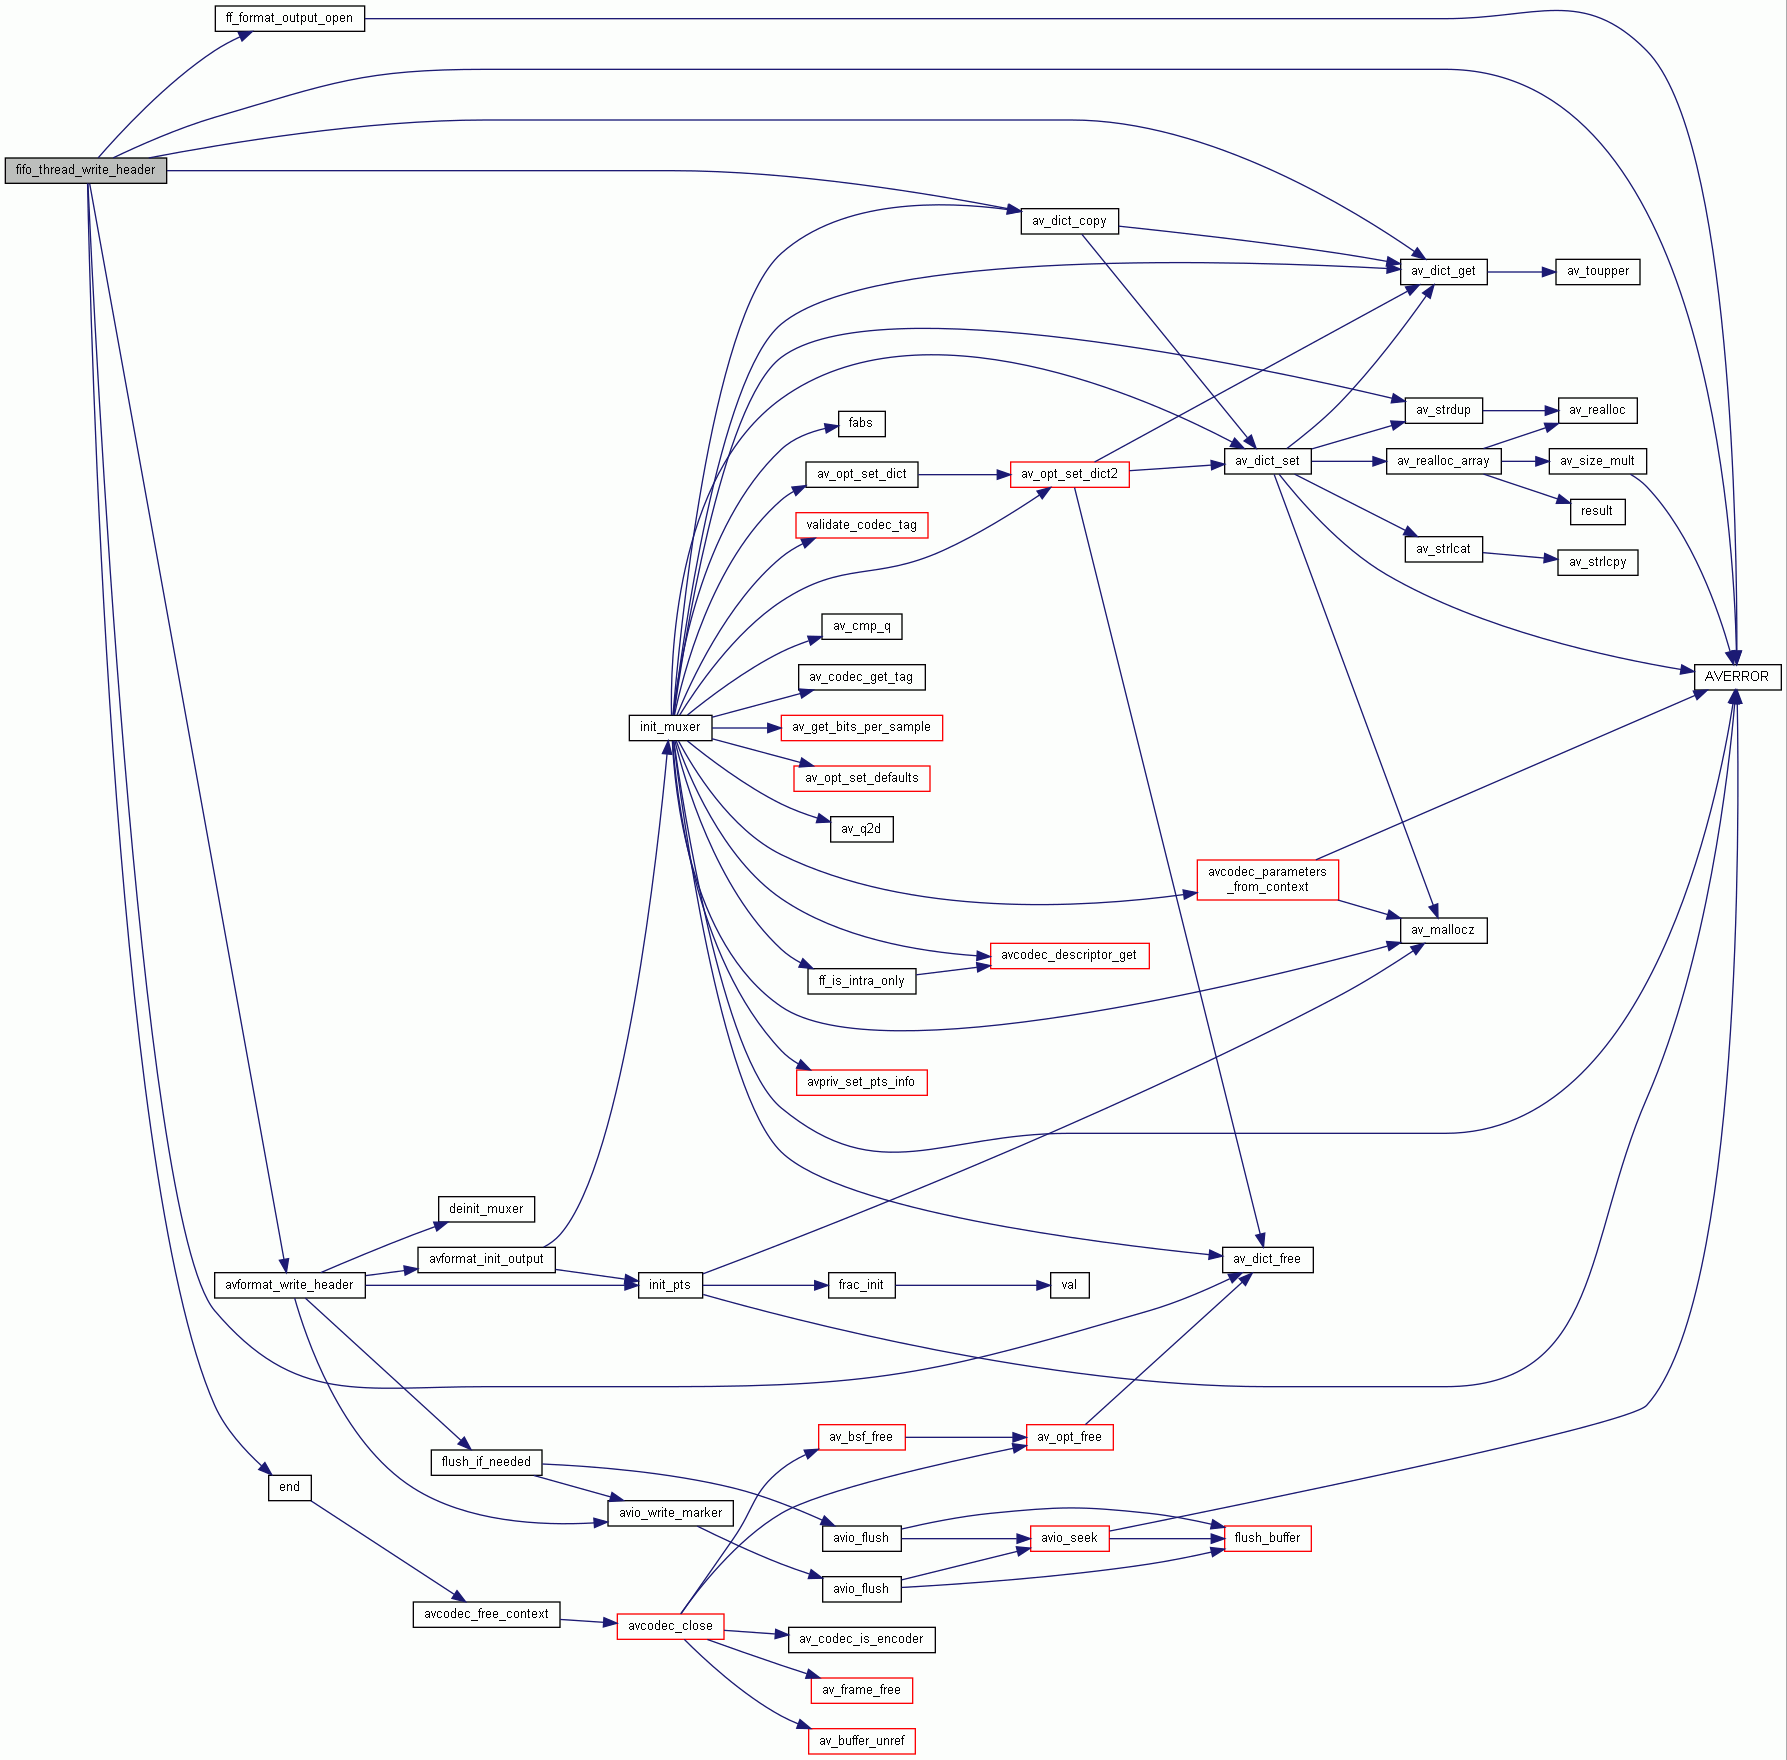 ff_format_output_open
fifo_thread_write_header
av_dict_copy
av_dict_get
av_toupper
fabs
av_strdup
av_realloc
av_opt_set_dict
av_opt_set_dict2
av_dict_set
av_realloc_array
av_size_mult
validate_codec_tag
result
av_strlcat
av_strlcpy
av_cmp_q
av_codec_get_tag
AVERROR
init_muxer
av_get_bits_per_sample
av_opt_set_defaults
av_q2d
avcodec_parameters
_from_context
av_mallocz
avcodec_descriptor_get
ff_is_intra_only
avpriv_set_pts_info
deinit_muxer
avformat_init_output
av_dict_free
avformat_write_header
init_pts
frac_init
val
av_bsf_free
av_opt_free
flush_if_needed
end
avio_write_marker
avio_flush
avio_seek
flush_buffer
avio_flush
avcodec_free_context
avcodec_close
av_codec_is_encoder
av_frame_free
av_buffer_unref